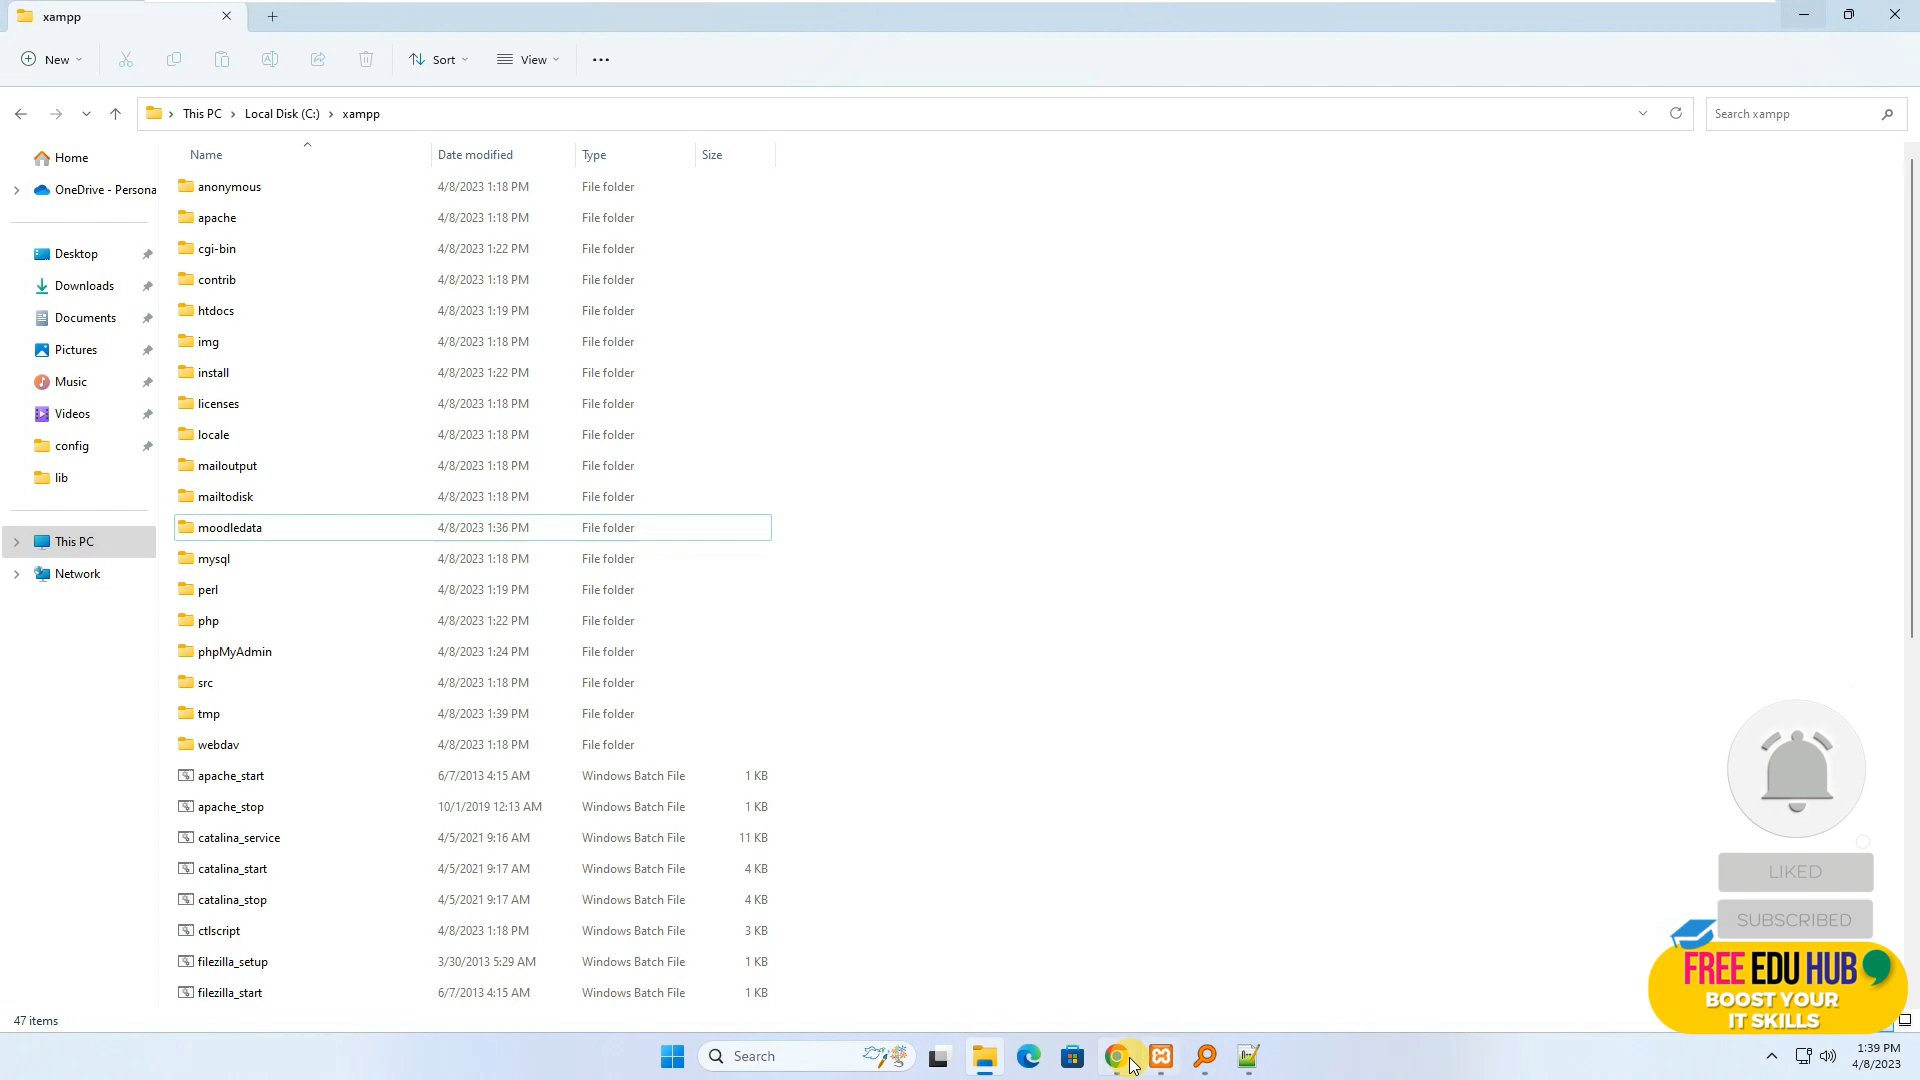 xampp
New
Sort
View
This PC
Local Disk (C:)
xampp
Search xampp
Home
OneDrive - Persona
Desktop
Downloads
Documents
Pictures
Music
Videos
config
lib
This PC
Network
Name Date modified Type Size
anonymous 4/8/2023 1:18 PM File folder
apache 4/8/2023 1:18 PM File folder
cgi-bin 4/8/2023 1:22 PM File folder
contrib 4/8/2023 1:18 PM File folder
htdocs 4/8/2023 1:19 PM File folder
img 4/8/2023 1:18 PM File folder
install 4/8/2023 1:22 PM File folder
licenses 4/8/2023 1:18 PM File folder
locale 4/8/2023 1:18 PM File folder
mailoutput 4/8/2023 1:18 PM File folder
mailtodisk 4/8/2023 1:18 PM File folder
moodledata 4/8/2023 1:36 PM File folder
mysql 4/8/2023 1:18 PM File folder
perl 4/8/2023 1:19 PM File folder
php 4/8/2023 1:22 PM File folder
phpMyAdmin 4/8/2023 1:24 PM File folder
src 4/8/2023 1:18 PM File folder
tmp 4/8/2023 1:39 PM File folder
webdav 4/8/2023 1:18 PM File folder
apache_start 6/7/2013 4:15 AM Windows Batch File 1 KB
apache_stop 10/1/2019 12:13 AM Windows Batch File 1 KB
catalina_service 4/5/2021 9:16 AM Windows Batch File 11 KB
catalina_start 4/5/2021 9:17 AM Windows Batch File 4 KB
catalina_stop 4/5/2021 9:17 AM Windows Batch File 4 KB
ctlscript 4/8/2023 1:18 PM Windows Batch File 3 KB
filezilla_setup 3/30/2013 5:29 AM Windows Batch File 1 KB
filezilla_start 6/7/2013 4:15 AM Windows Batch File 1 KB
47 items
LIKED
SUBSCRIBED
FREE EDU HUB
BOOST YOUR
IT SKILLS
Search
1:39 PM
4/8/2023